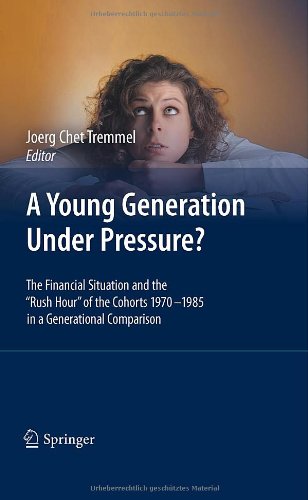 Urheberrechtlich geschütztes Material
Joerg Chet Tremmel
Editor
A Young Generation
Under Pressure?
The Financial Situation and the
“Rush Hour” of the Cohorts 1970–1985
in a Generational Comparison
Springer
Urheberrechtlich geschütztes Material